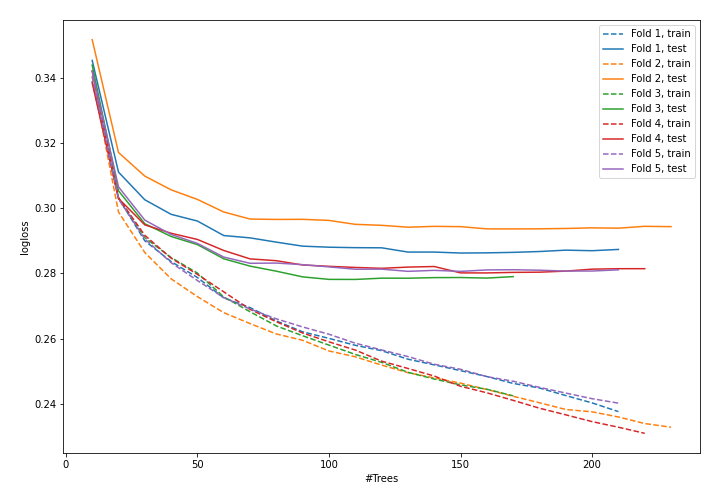 0.34
0.32
0.30
0.28
0.26
0.24
logloss
0
50
100
150
200
#Trees
Fold 1, train
Fold 1, test
Fold 2, train
Fold 2, test
Fold 3, train
Fold 3, test
Fold 4, train
Fold 4, test
Fold 5, train
Fold 5, test